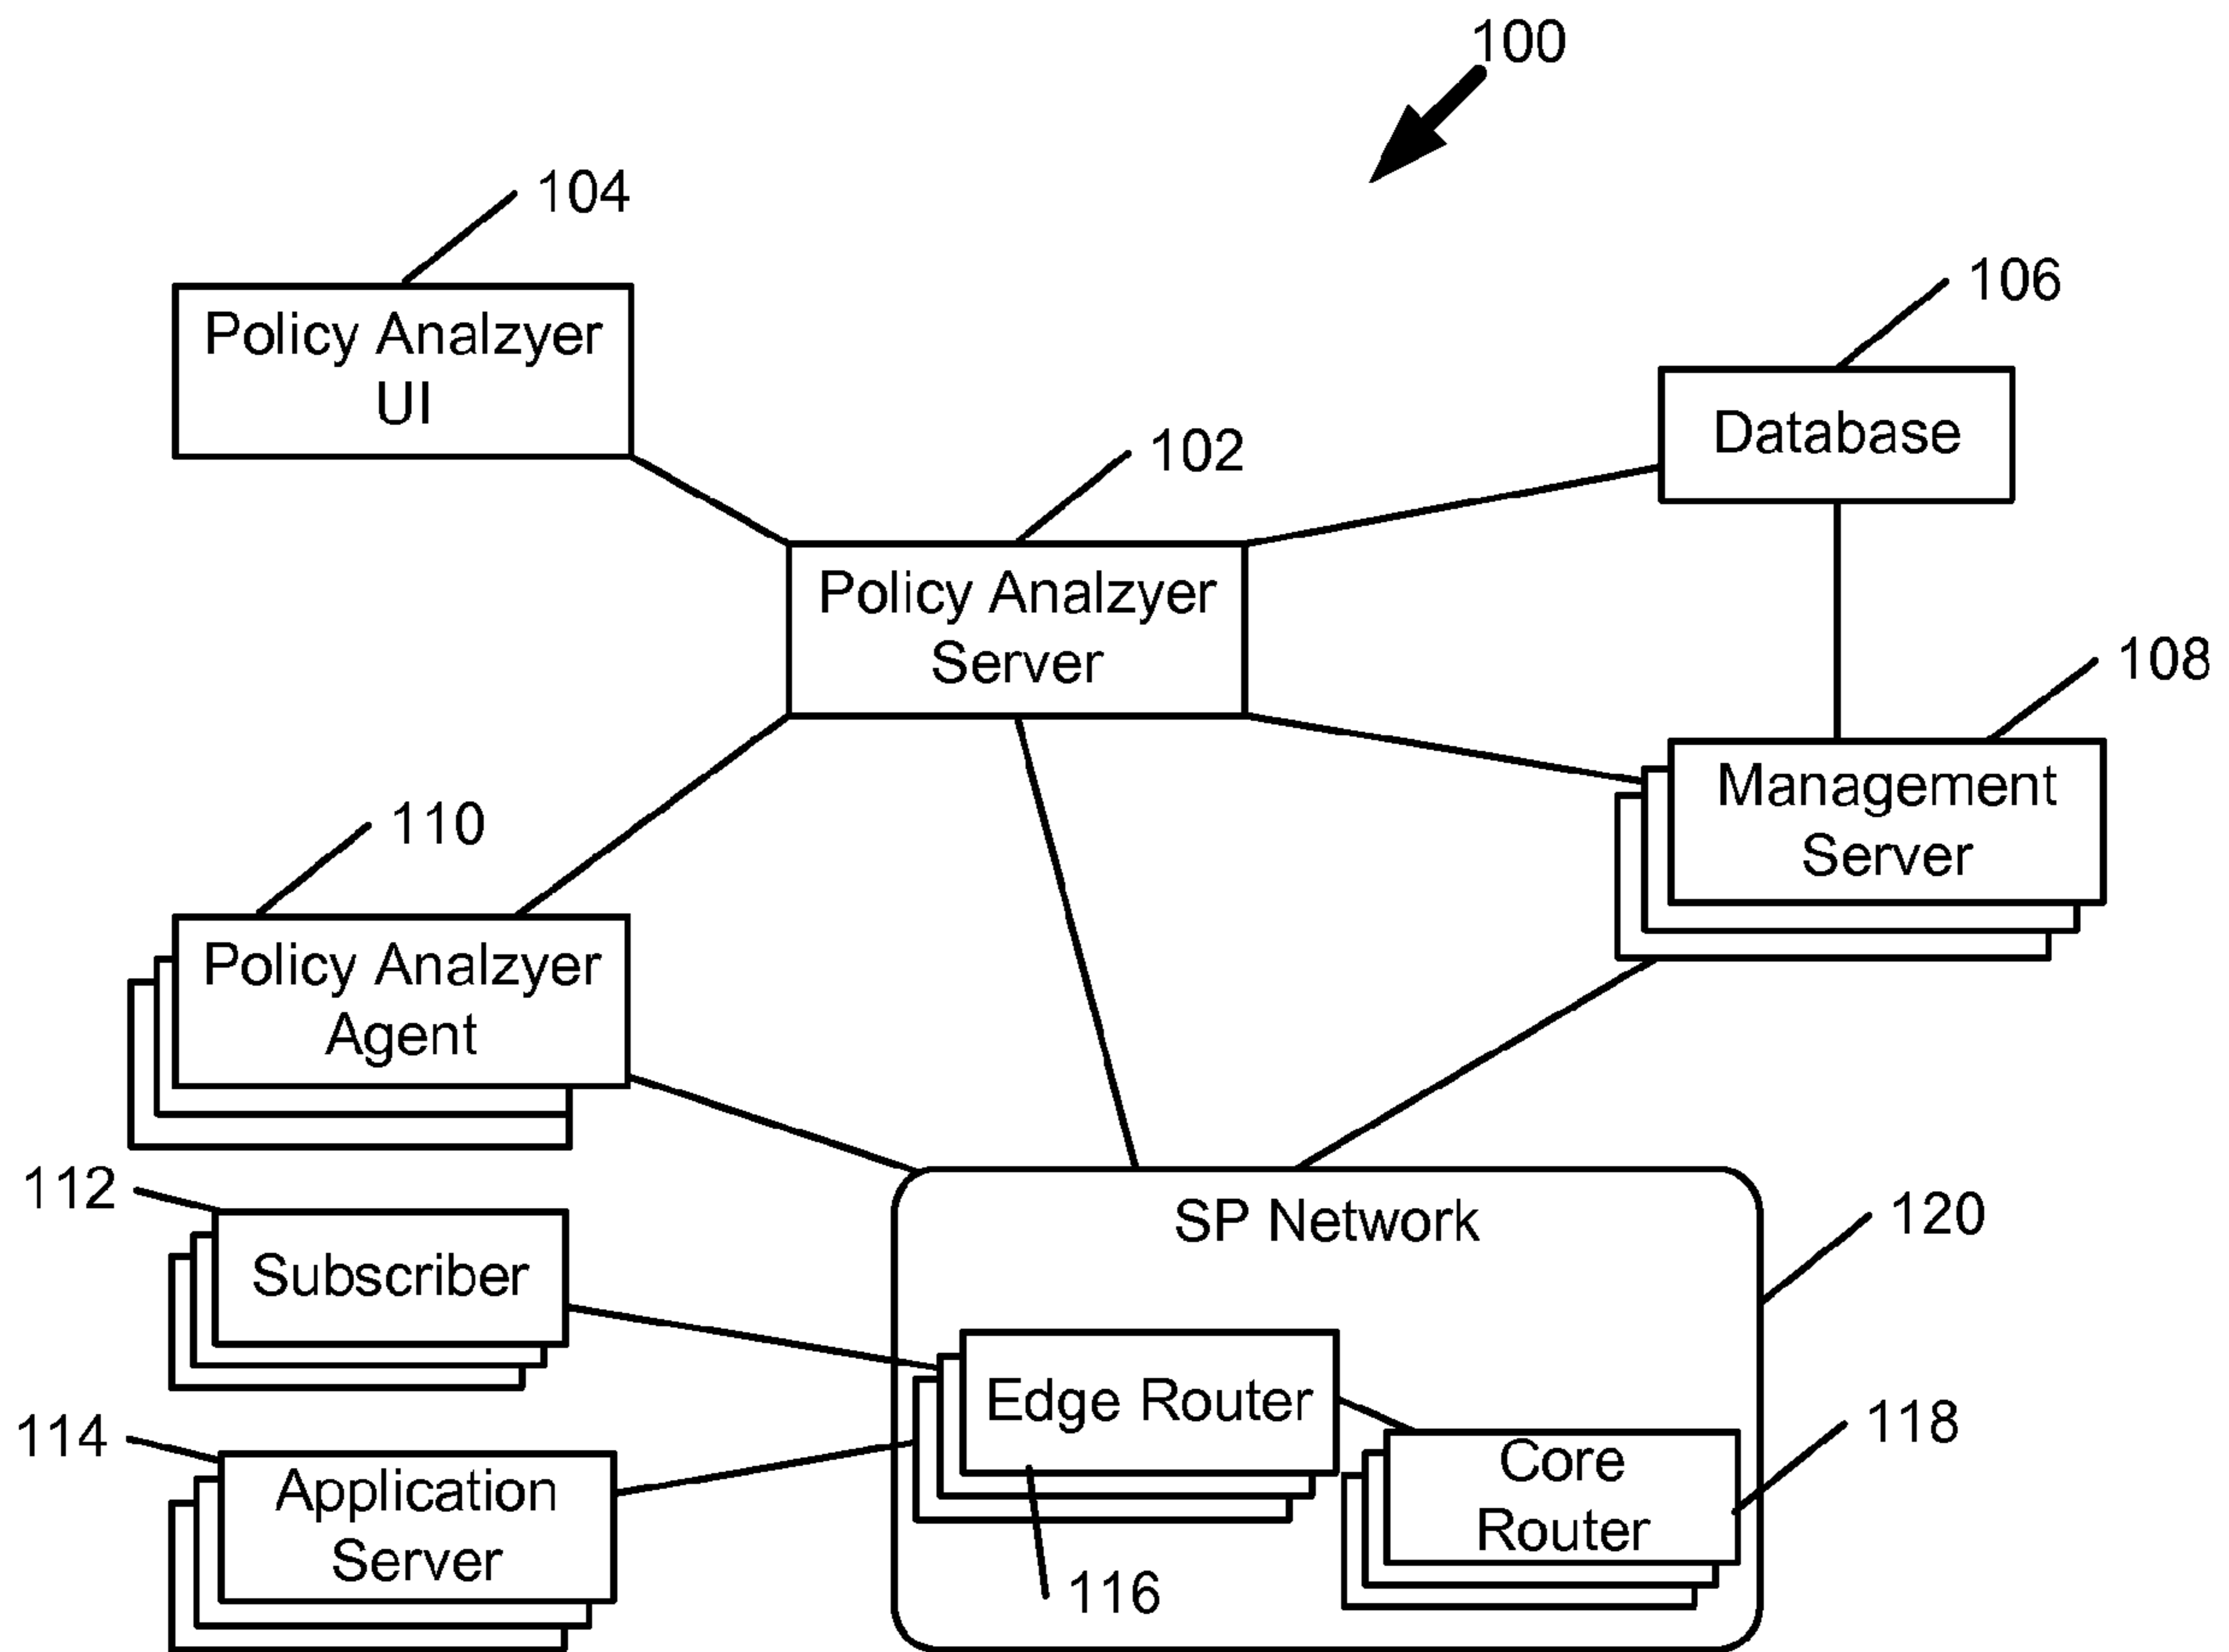 100
104
Policy Analzyer
UI
106
Database
102
Policy Analzyer
Server
108
Management
Server
110
Policy Analzyer
Agent
112
Subscriber
SP Network
120
Edge Router
114
Application
Server
118
Core
Router
116